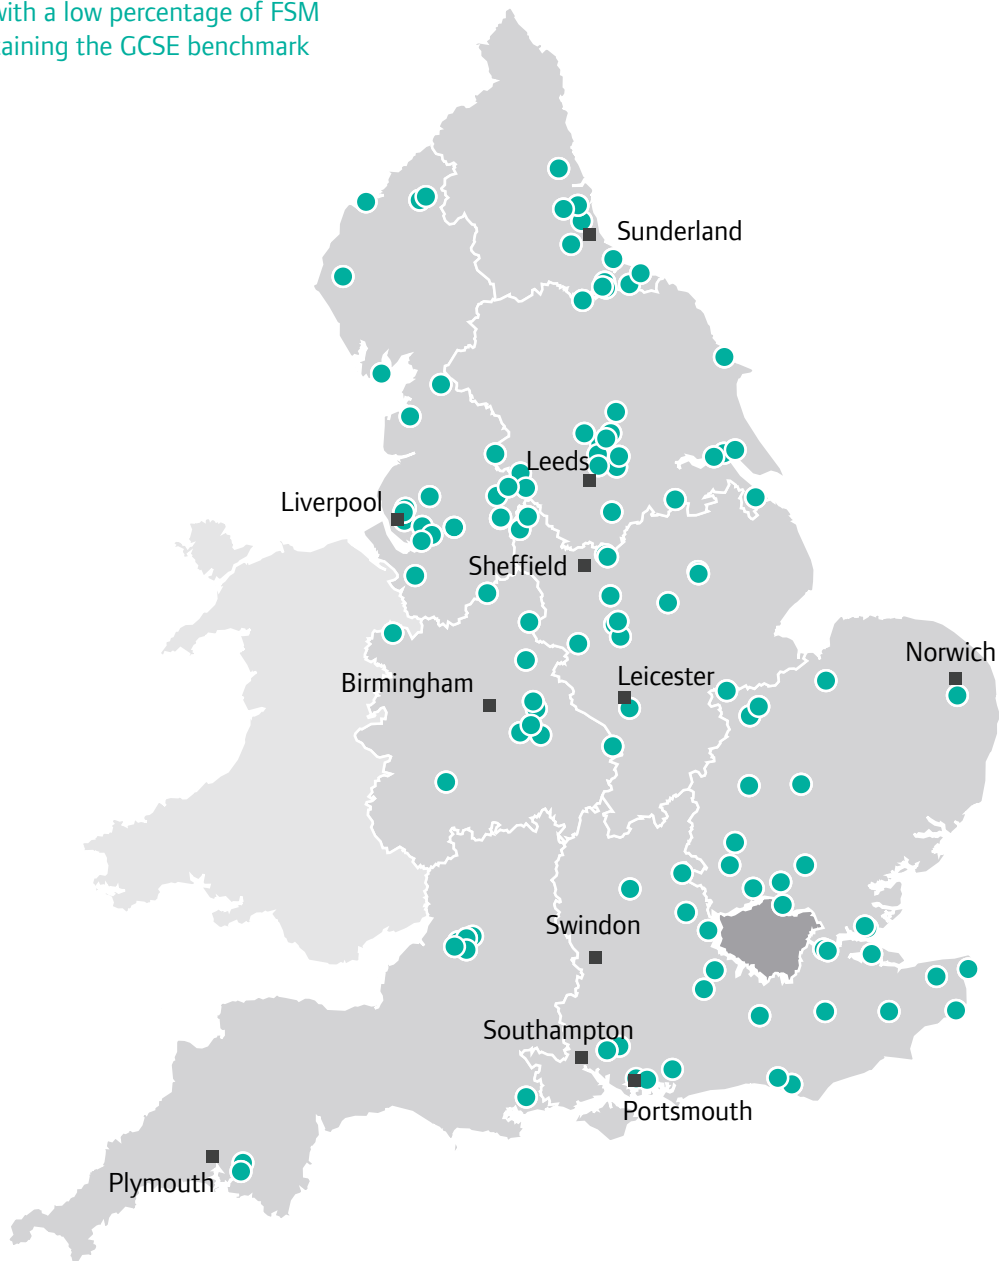 with a low percentage of FSM
the GCSE benchmark
Sunderland
Leeds
Liverpool
Sheffield
Norwich
Leicester
Birmingham
Swindon
Southampton
Portsmouth
Plymouth